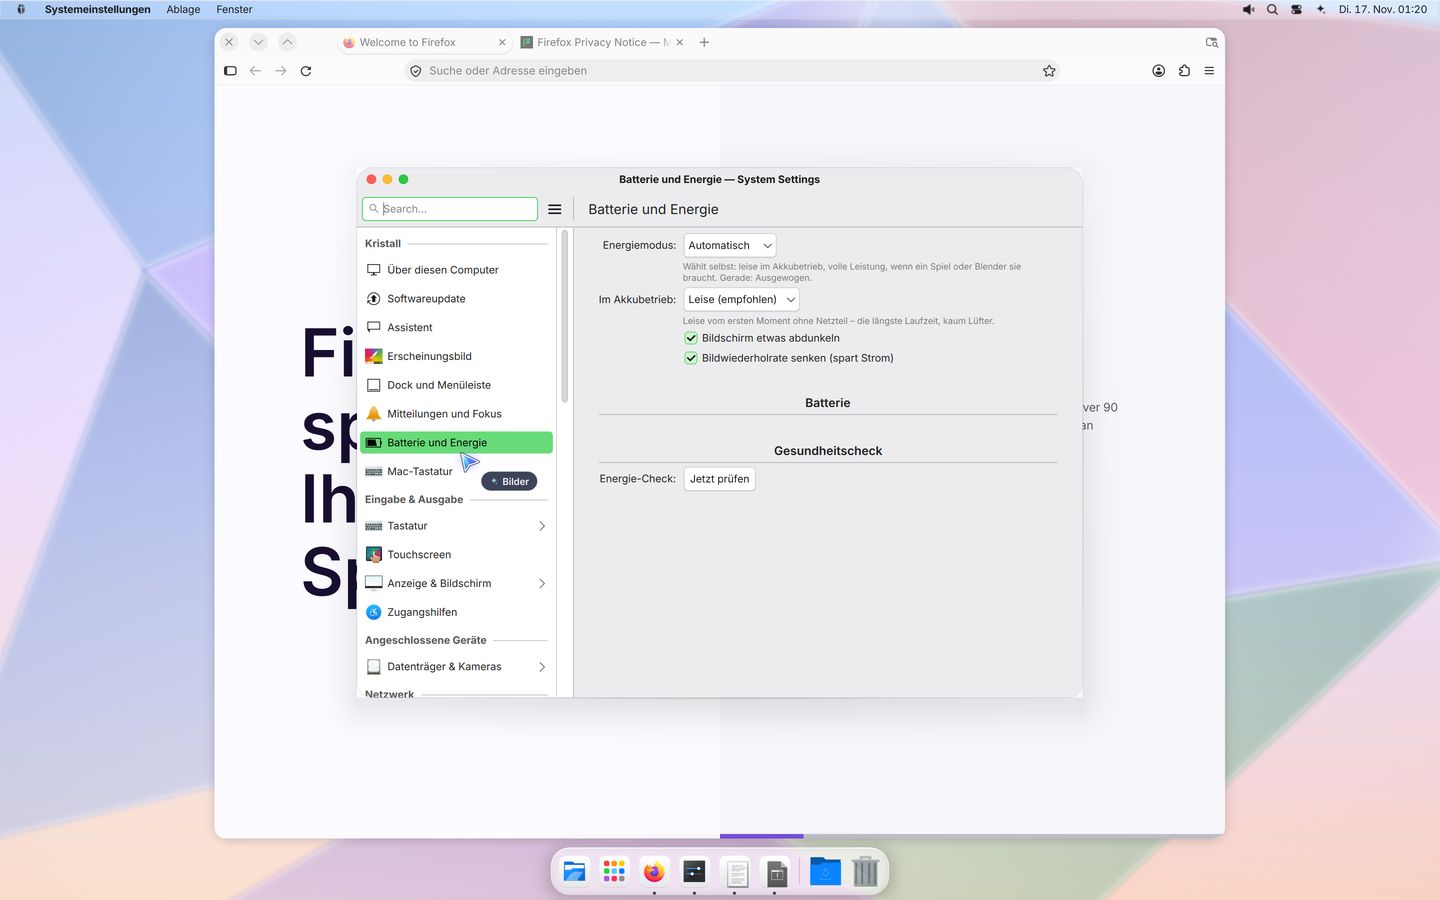 Systemeinstellungen Ablage Fenster
Di. 17. Nov. 01:20
Welcome to Firefox
Firefox Privacy Notice — M
Suche oder Adresse eingeben
Batterie und Energie — System Settings
Search...
Batterie und Energie
Kristall
Über diesen Computer
Softwareupdate
Assistent
Erscheinungsbild
Dock und Menüleiste
Mitteilungen und Fokus
Batterie und Energie
Mac-Tastatur
Bilder
Eingabe & Ausgabe
Tastatur
Touchscreen
Anzeige & Bildschirm
Zugangshilfen
Angeschlossene Geräte
Datenträger & Kameras
Netzwerk
Energiemodus: Automatisch
Wählt selbst: leise im Akkubetrieb, volle Leistung, wenn ein Spiel oder Blender sie
braucht. Gerade: Ausgewogen.
Im Akkubetrieb: Leise (empfohlen)
Leise vom ersten Moment ohne Netzteil – die längste Laufzeit, kaum Lüfter.
Bildschirm etwas abdunkeln
Bildwiederholrate senken (spart Strom)
Batterie
Gesundheitscheck
Energie-Check: Jetzt prüfen
Fi
sp
Ih
Sp
ver 90
an